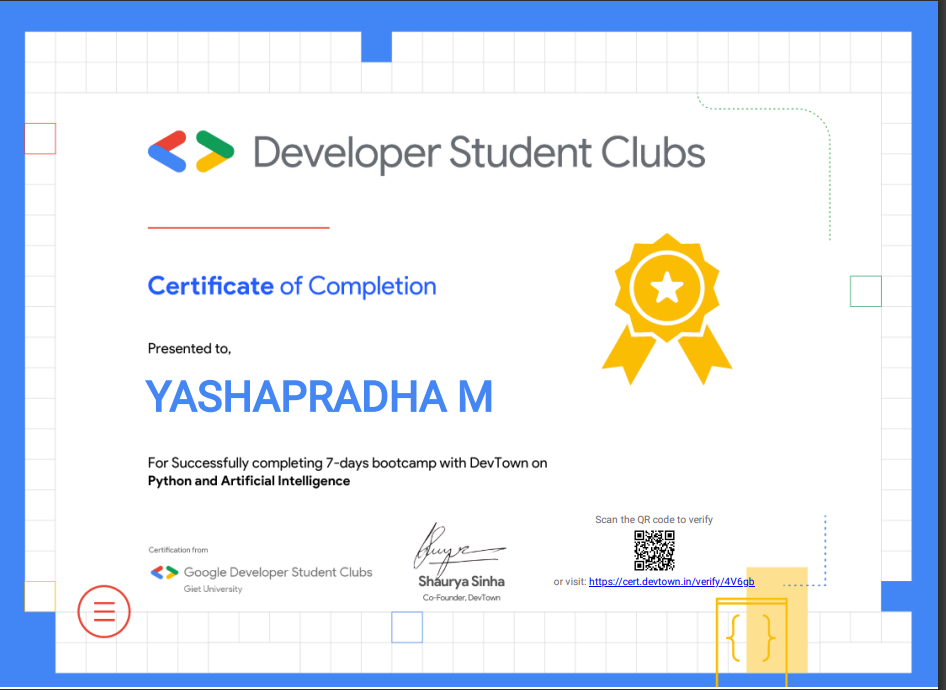 Developer Student Clubs
Certificate of Completion
Presented to,
YASHAPRADHA M
For Successfully completing 7-days bootcamp with DevTown on
Python and Artificial Intelligence
Certification from
Google Developer Student Clubs
Giet University
Shaurya Sinha
Co-Founder, DevTown
Scan the QR code to verify
or visit: https://cert.devtown.in/verify/4V6gb
{ }